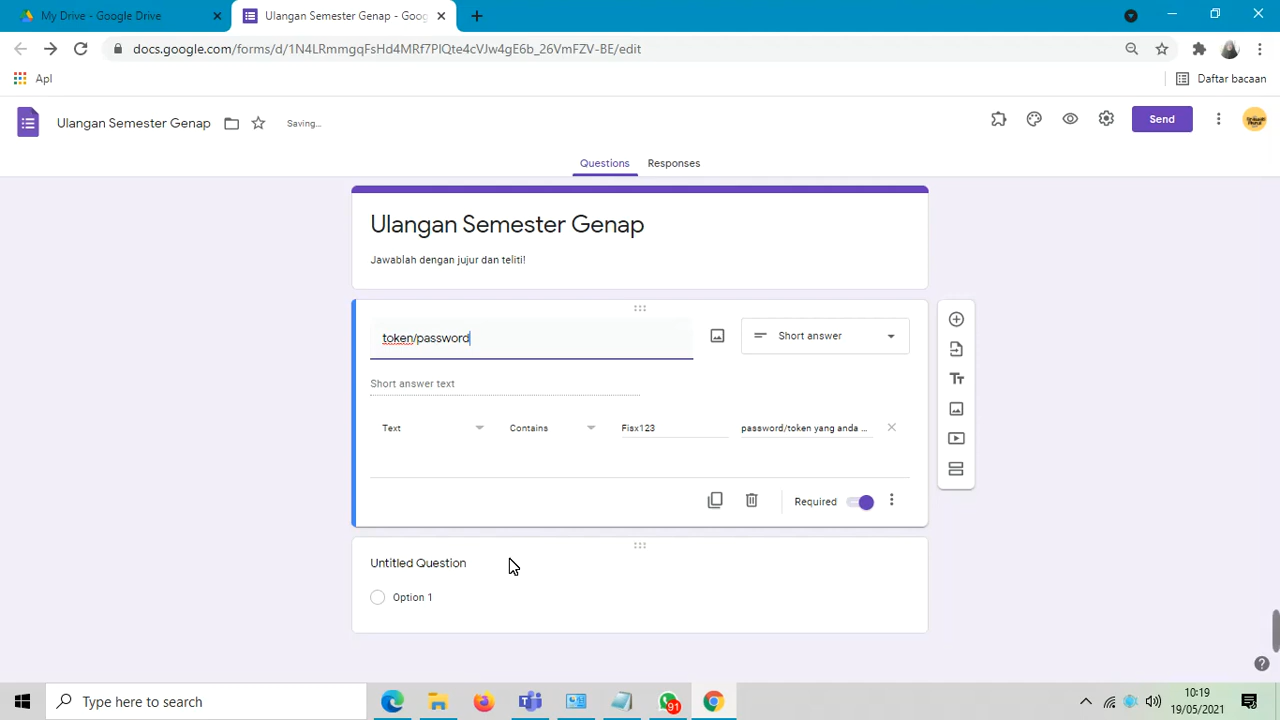 My Drive - Google Drive
Ulangan Semester Genap - Goog
docs.google.com/forms/d/1N4LRmmgqFsHd4MRf7PlQte4cVJw4gE6b_26VmFZV-BE/edit
Apl
Daftar bacaan
Ulangan Semester Genap
Saving...
Send
Questions
Responses
Ulangan Semester Genap
Jawablah dengan jujur dan teliti!
token/password
Short answer
Short answer text
Text
Contains
Fisx123
password/token yang anda ...
Required
Untitled Question
Option 1
Type here to search
91
10:19
19/05/2021